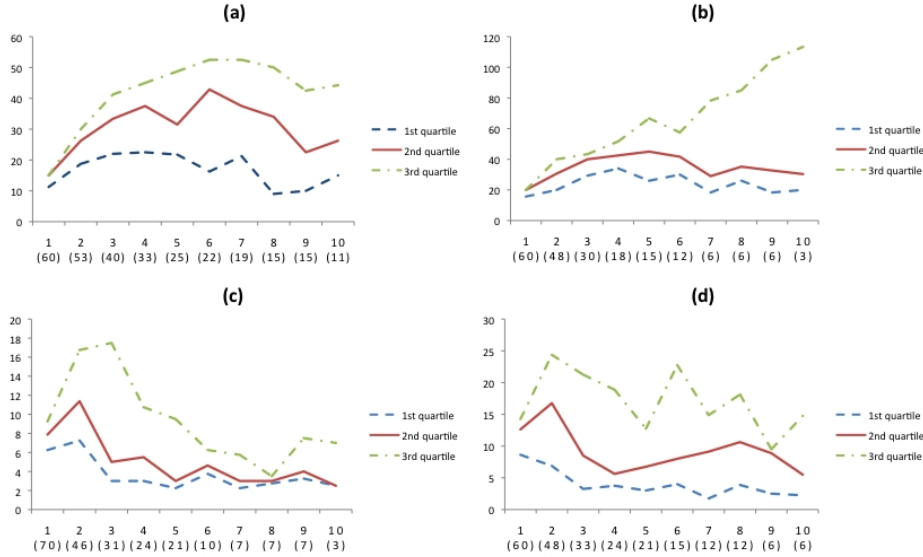 (a)
60
50
40
30
20
10
0
1 2 3 4 5 6 7 8 9 10
(60) (53) (40) (33) (25) (22) (19) (15) (15) (11)
1st quartile
2nd quartile
3rd quartile
(b)
120
100
80
60
40
20
0
1 2 3 4 5 6 7 8 9 10
(60) (48) (30) (18) (15) (12) (6) (6) (6) (3)
1st quartile
2nd quartile
3rd quartile
(c)
20
18
16
14
12
10
8
6
4
2
0
1 2 3 4 5 6 7 8 9 10
(70) (46) (31) (24) (21) (10) (7) (7) (7) (3)
1st quartile
2nd quartile
3rd quartile
(d)
30
25
20
15
10
5
0
1 2 3 4 5 6 7 8 9 10
(60) (48) (33) (24) (21) (15) (12) (12) (6) (6)
1st quartile
2nd quartile
3rd quartile